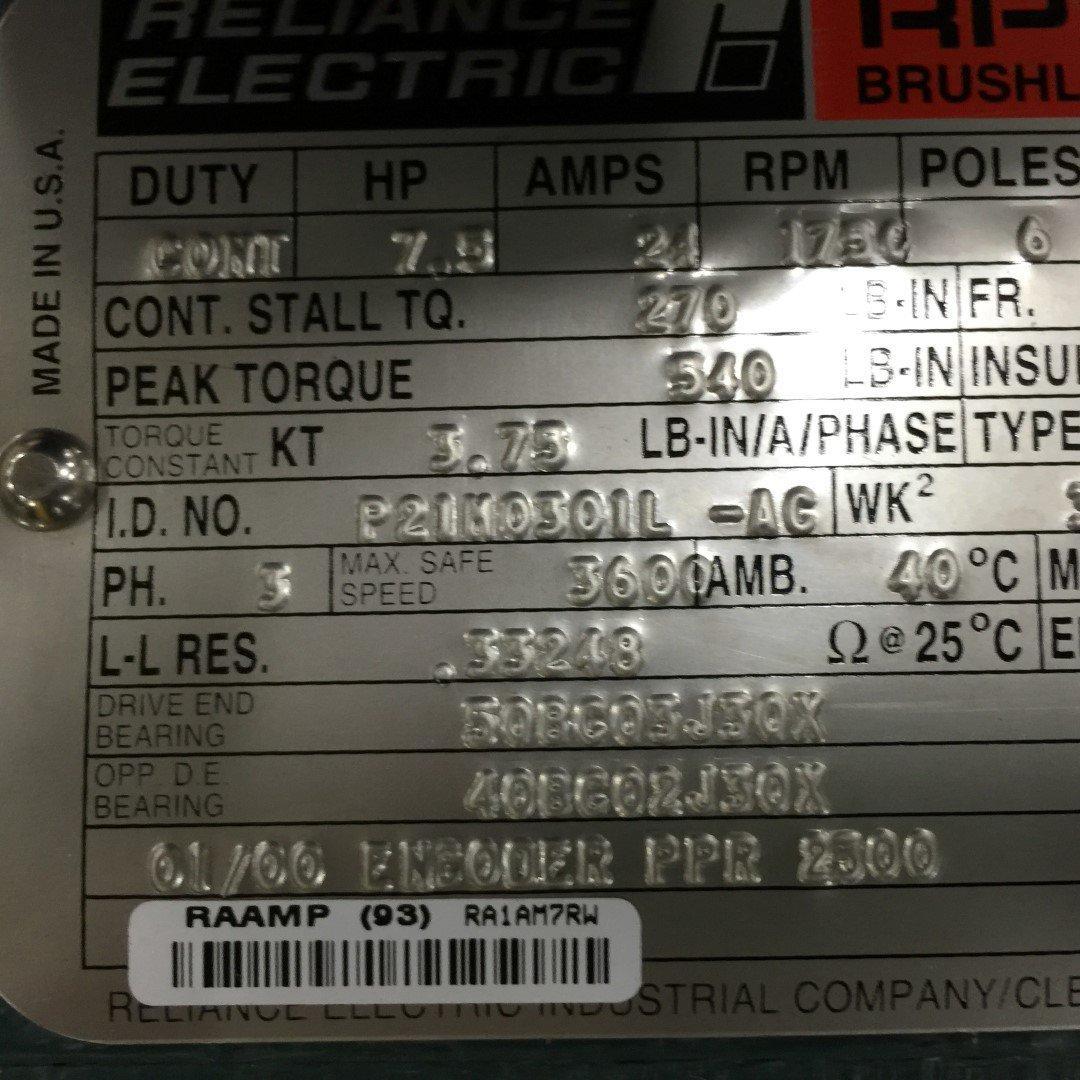 RELIANCE
ELECTRIC
RP
BRUSHL
MADE IN U.S.A.
DUTY HP AMPS RPM POLES
CONT 7.5 24 1750 6
CONT. STALL TQ. 270 LB-IN FR.
PEAK TORQUE 540 LB-IN INSU
TORQUE CONSTANT KT 3.75 LB-IN/A/PHASE TYPE
I.D. NO. P21M0301L -AC WK²
PH. 3 MAX. SAFE SPEED 3600 AMB. 40°C M
L-L RES. .33248 Ω@25°C E
DRIVE END BEARING 50BC03J30X
OPP. D.E. BEARING 40BC02J30X
01/00 ENCODER PPR 2500
RAAMP (93) RA1AM7RW
RELIANCE ELECTRIC INDUSTRIAL COMPANY/CLE